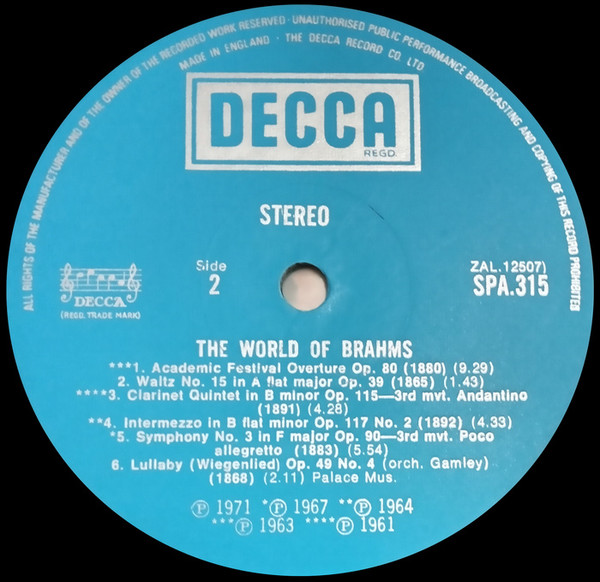 ALL RIGHTS OF THE MANUFACTURER AND OF THE OWNER OF THE RECORDED WORK RESERVED · UNAUTHORISED PUBLIC PERFORMANCE BROADCASTING AND COPYING OF THIS RECORD PROHIBITED
MADE IN ENGLAND · THE DECCA RECORD CO. LTD.
DECCA
REGD.
STEREO
DECCA
(REGD. TRADE MARK)
Side
2
ZAL.12507)
SPA.315
THE WORLD OF BRAHMS
***1. Academic Festival Overture Op. 80 (1880) (9.29)
2. Waltz No. 15 in A flat major Op. 39 (1865) (1.43)
****3. Clarinet Quintet in B minor Op. 115—3rd mvt. Andantino
(1891) (4.28)
**4. Intermezzo in B flat minor Op. 117 No. 2 (1892) (4.33)
*5. Symphony No. 3 in F major Op. 90—3rd mvt. Poco
allegretto (1883) (5.54)
6. Lullaby (Wiegenlied) Op. 49 No. 4 (orch. Gamley)
(1868) (2.11) Palace Mus.
℗ 1971 *℗ 1967 **℗ 1964
***℗ 1963 ****℗ 1961